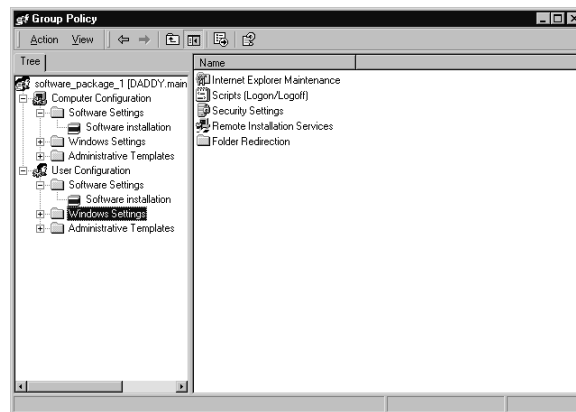 Group Policy
Action View
Tree
Name
software_package_1 [DADDY.main
Computer Configuration
Software Settings
Software installation
Windows Settings
Administrative Templates
User Configuration
Software Settings
Software installation
Windows Settings
Administrative Templates
Internet Explorer Maintenance
Scripts (Logon/Logoff)
Security Settings
Remote Installation Services
Folder Redirection